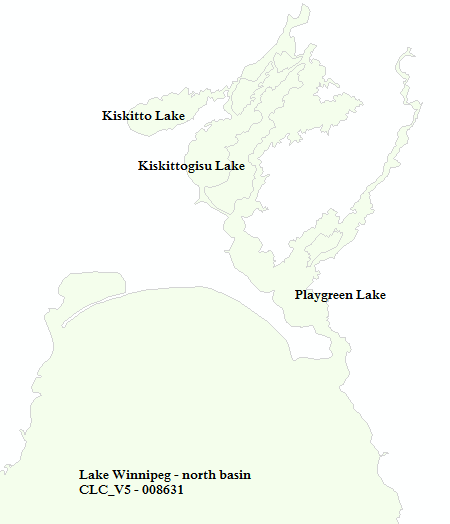 Kiskitto Lake
Kiskittogisu Lake
Playgreen Lake
Lake Winnipeg - north basin
CLC_V5 - 008631